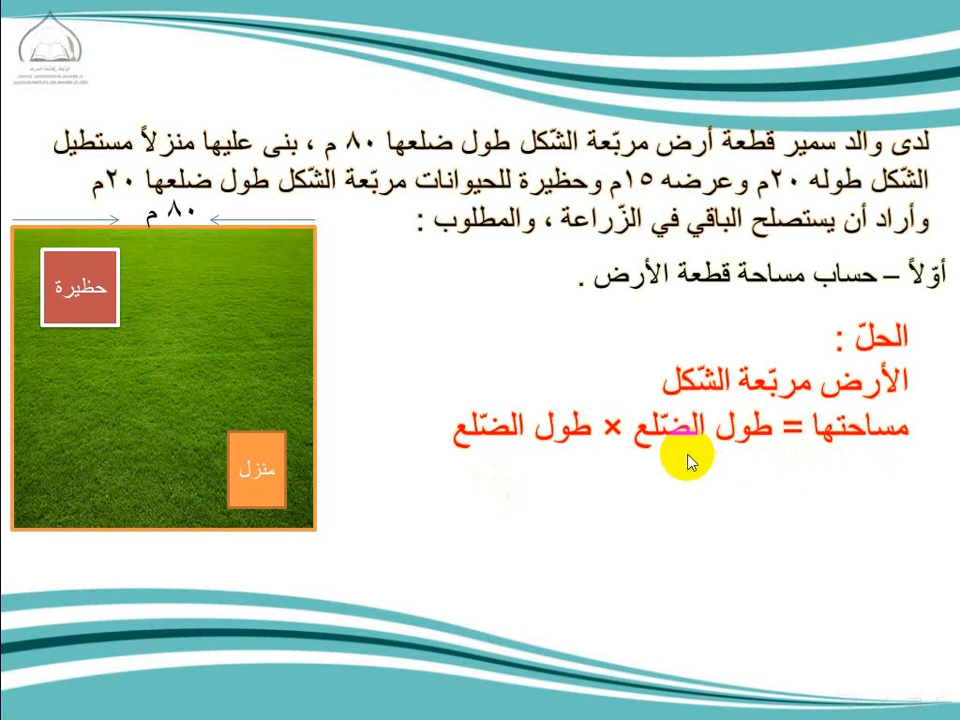 لدى والد سمير قطعة أرض مربّعة الشّكل طول ضلعها ٨٠ م ، بنى عليها منزلاً مستطيل
الشّكل طوله ٢٠م وعرضه ١٥م وحظيرة للحيوانات مربّعة الشّكل طول ضلعها ٢٠م
وأراد أن يستصلح الباقي في الزّراعة ، والمطلوب :
٨٠ م
أوّلاً – حساب مساحة قطعة الأرض .
حظيرة
الحلّ :
الأرض مربّعة الشّكل
مساحتها = طول الضّلع × طول الضّلع
منزل